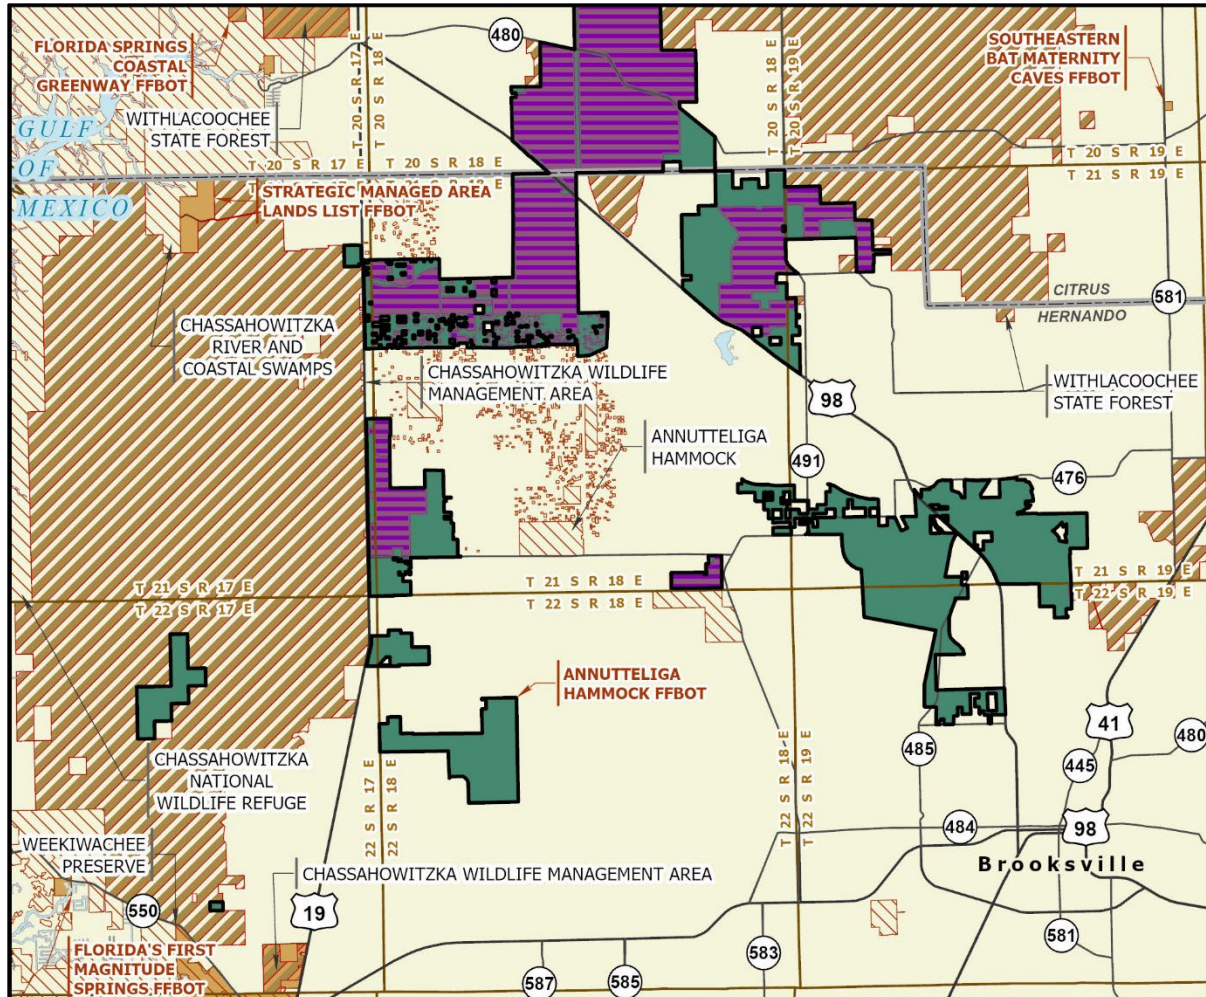 FLORIDA SPRINGS
COASTAL
GREENWAY FFBOT
480
SOUTHEASTERN
BAT MATERNITY
CAVES FFBOT
T 20 S R 17 E
T 20 S R 18 E
T 20 S R 18 E
T 20 S R 19 E
WITHLACOOCHEE
STATE FOREST
GULF
OF
MEXICO
T 20 S R 17 E
T 20 S R 18 E
T 20 S R 19 E
T 21 S R 19 E
STRATEGIC MANAGED AREA
LANDS LIST FFBOT
CITRUS
HERNANDO
581
CHASSAHOWITZKA
RIVER AND
COASTAL SWAMPS
CHASSAHOWITZKA WILDLIFE
MANAGEMENT AREA
WITHLACOOCHEE
STATE FOREST
98
ANNUTTELIGA
HAMMOCK
491
476
T 21 S R 17 E
T 22 S R 17 E
T 21 S R 18 E
T 22 S R 18 E
T 21 S R 19 E
T 22 S R 19 E
ANNUTTELIGA
HAMMOCK FFBOT
CHASSAHOWITZKA
NATIONAL
WILDLIFE REFUGE
22 S R 17 E
22 S R 18 E
T 22 S R 18 E
T 22 S R 19 E
485
41
480
445
484
98
Brooksville
WEEKIWACHEE
PRESERVE
CHASSAHOWITZKA WILDLIFE MANAGEMENT AREA
550
19
FLORIDA'S FIRST
MAGNITUDE
SPRINGS FFBOT
587
585
583
581